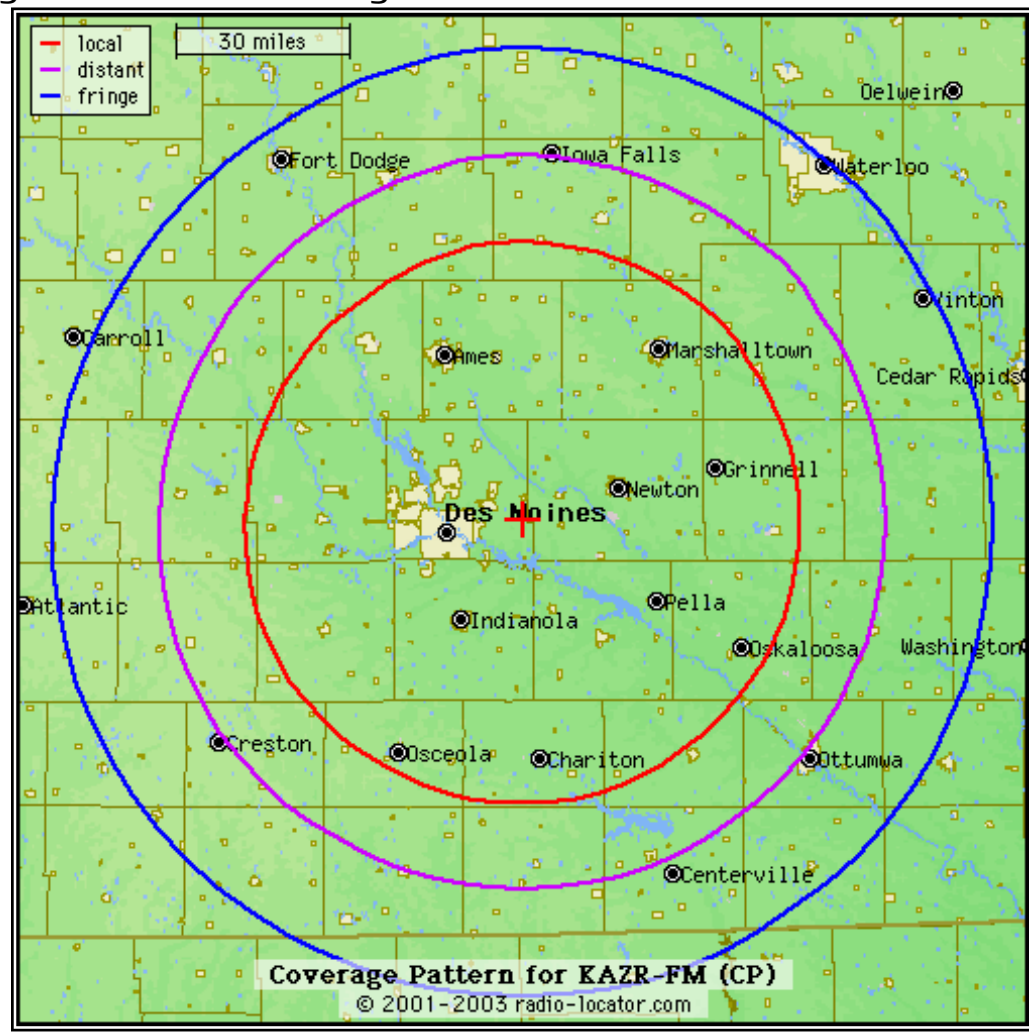 local
30 miles
distant
fringe
Oelwein
Fort Dodge
Iowa Falls
Waterloo
Vinton
Carroll
Ames
Marshalltown
Cedar Rapids
Grinnell
Newton
Des Moines
Atlantic
Pella
Indianola
Oskaloosa
Washington
Creston
Osceola
Chariton
Ottumwa
Centerville
Coverage Pattern for KAZR-FM (CP)
© 2001-2003 radio-locator.com